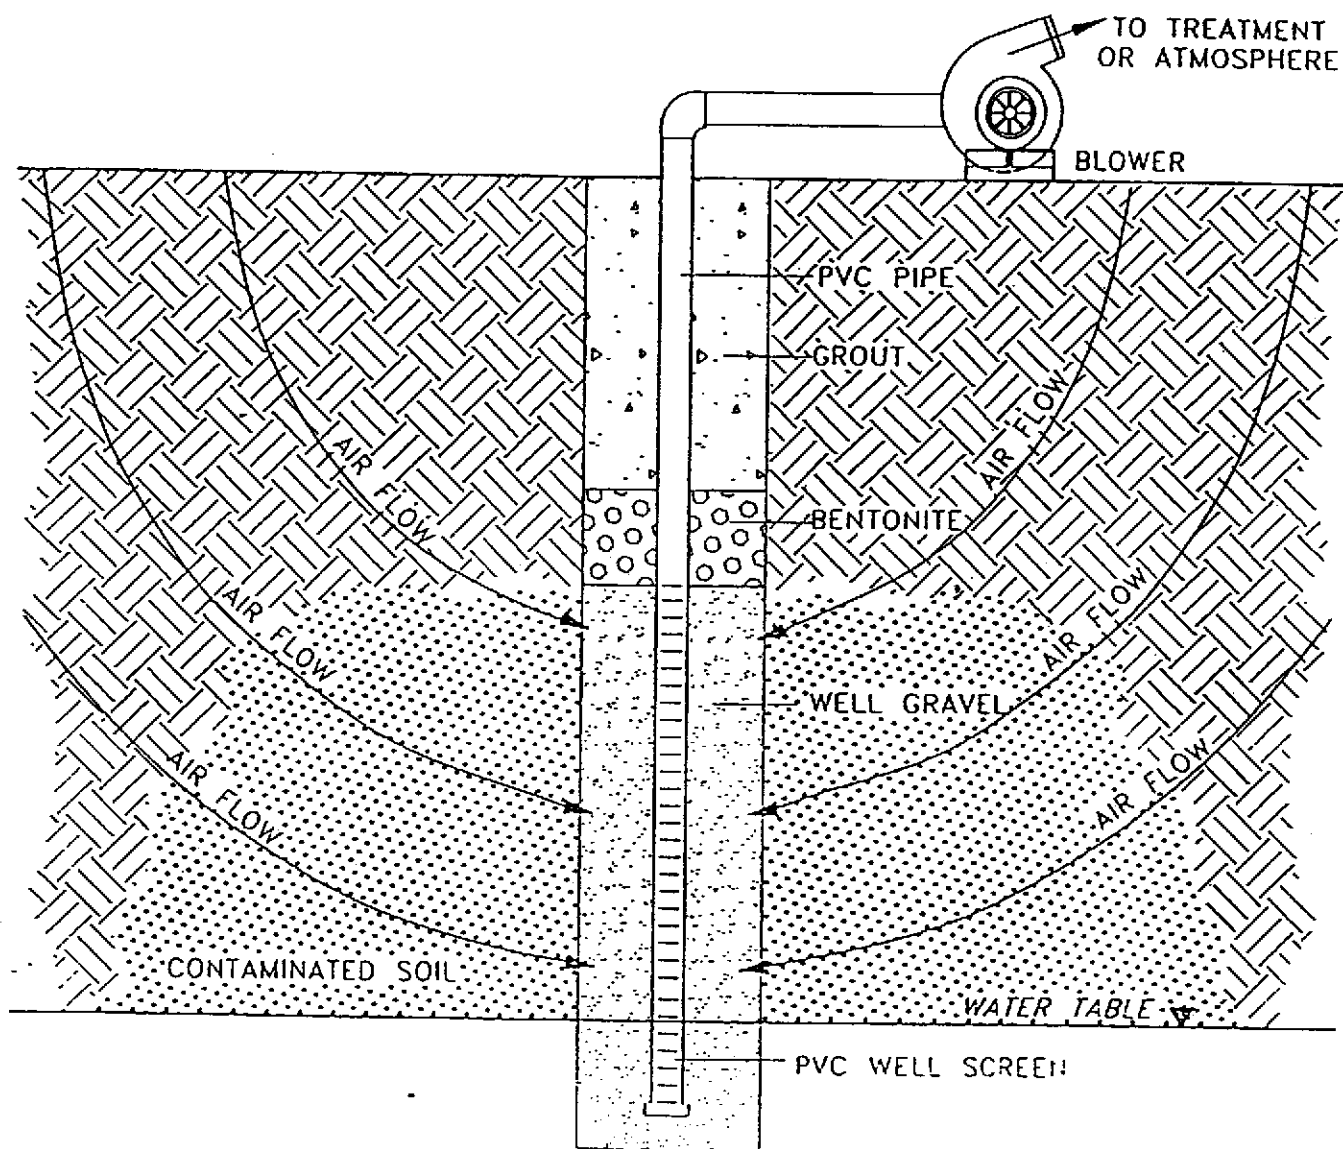 TO TREATMENT
OR ATMOSPHERE
BLOWER
PVC PIPE
GROUT
AIR FLOW
AIR FLOW
BENTONITE
AIR FLOW
AIR FLOW
WELL GRAVEL
AIR FLOW
AIR FLOW
CONTAMINATED SOIL
WATER TABLE
PVC WELL SCREEN